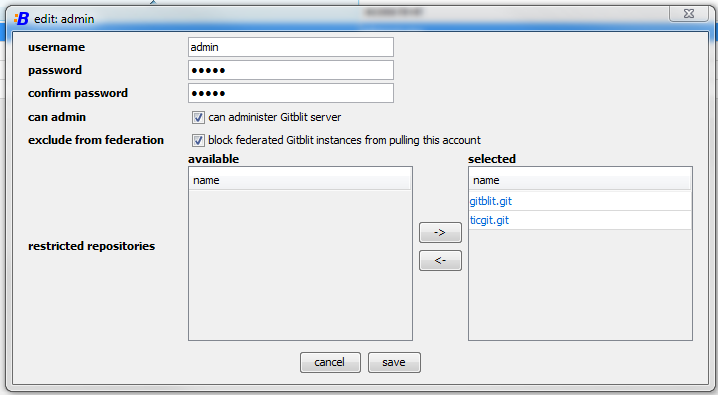 B edit: admin
username admin
password •••••
confirm password •••••
can admin can administer Gitblit server
exclude from federation block federated Gitblit instances from pulling this account
available selected
name name
gitblit.git
ticgit.git
->
restricted repositories
<-
cancel save